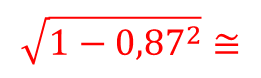 √1 − 0,87² ≅